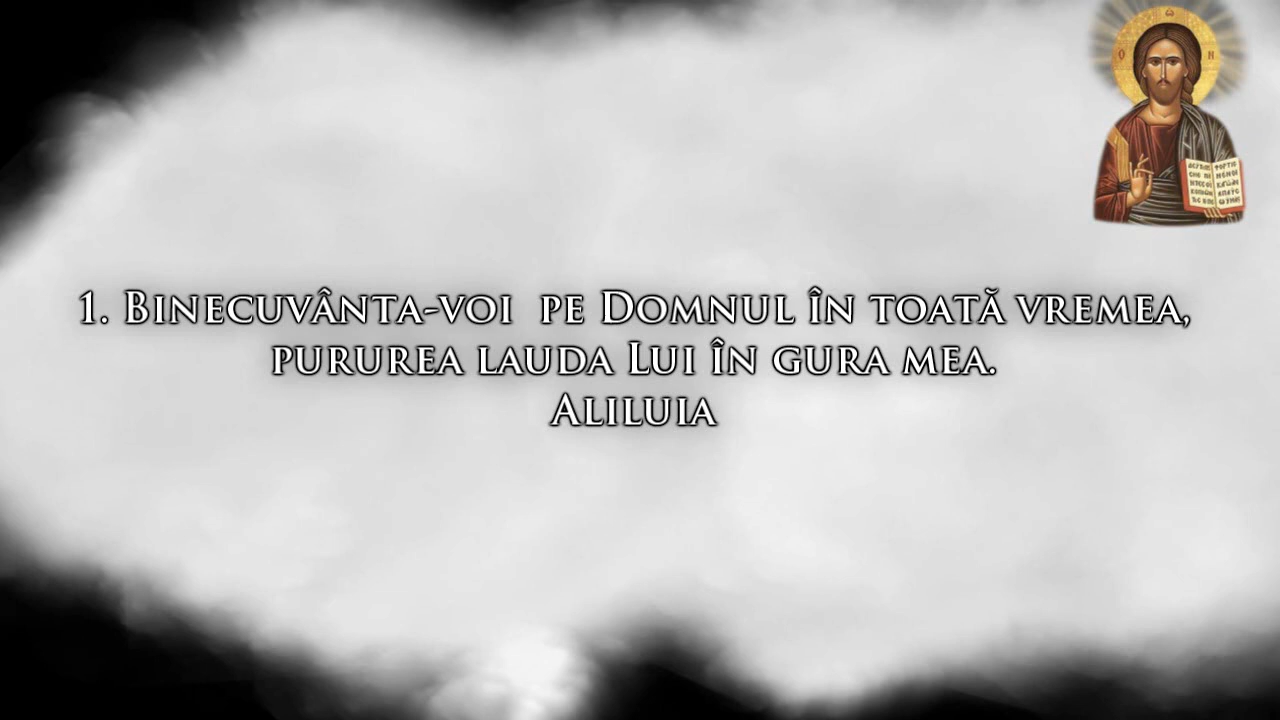 1. Binecuvânta-voi pe Domnul în toată vremea,
pururea lauda Lui în gura mea.
Aliluia